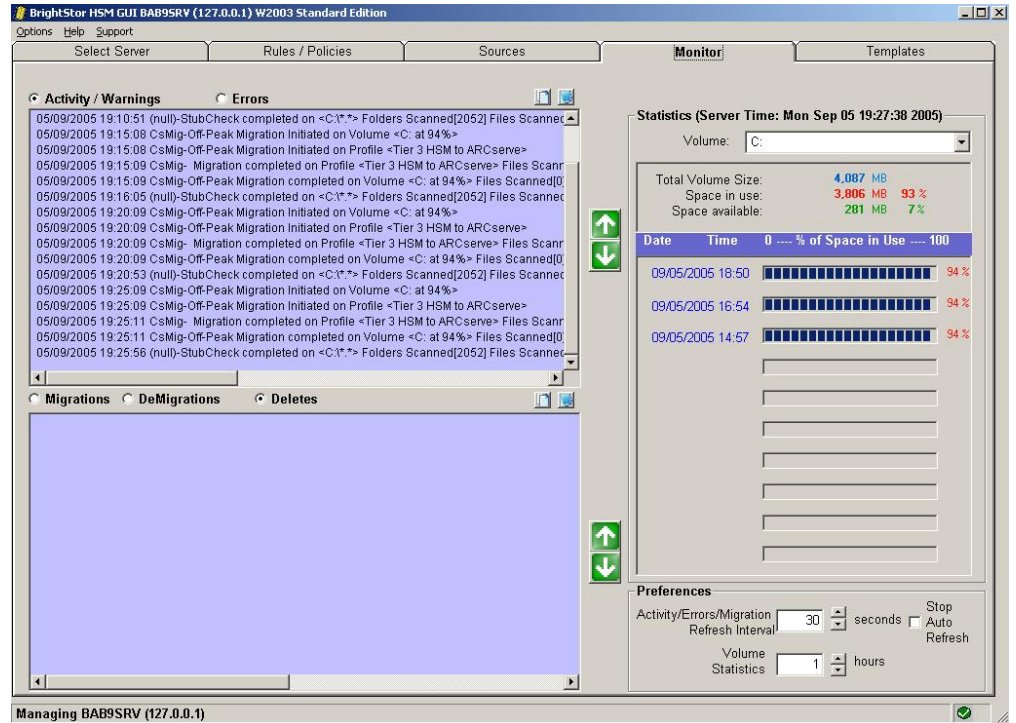 BrightStor HSM GUI BAB9SRV (127.0.0.1) W2003 Standard Edition
Options Help Support
Select Server Rules / Policies Sources Monitor Templates
Activity / Warnings Errors
05/09/2005 19:10:51 (null)-StubCheck completed on <C:\*.*> Folders Scanned[2052] Files Scanned
05/09/2005 19:15:08 CsMig-Off-Peak Migration Initiated on Volume <C: at 94%>
05/09/2005 19:15:08 CsMig-Off-Peak Migration Initiated on Profile <Tier 3 HSM to ARCserve>
05/09/2005 19:15:09 CsMig- Migration completed on Profile <Tier 3 HSM to ARCserve> Files Scanr
05/09/2005 19:15:09 CsMig-Off-Peak Migration completed on Volume <C: at 94%> Files Scanned[0
05/09/2005 19:16:05 (null)-StubCheck completed on <C:\*.*> Folders Scanned[2052] Files Scanned
05/09/2005 19:20:09 CsMig-Off-Peak Migration Initiated on Volume <C: at 94%>
05/09/2005 19:20:09 CsMig-Off-Peak Migration Initiated on Profile <Tier 3 HSM to ARCserve>
05/09/2005 19:20:09 CsMig- Migration completed on Profile <Tier 3 HSM to ARCserve> Files Scanr
05/09/2005 19:20:09 CsMig-Off-Peak Migration completed on Volume <C: at 94%> Files Scanned[0
05/09/2005 19:20:53 (null)-StubCheck completed on <C:\*.*> Folders Scanned[2052] Files Scanned
05/09/2005 19:25:09 CsMig-Off-Peak Migration Initiated on Volume <C: at 94%>
05/09/2005 19:25:09 CsMig-Off-Peak Migration Initiated on Profile <Tier 3 HSM to ARCserve>
05/09/2005 19:25:11 CsMig- Migration completed on Profile <Tier 3 HSM to ARCserve> Files Scanr
05/09/2005 19:25:11 CsMig-Off-Peak Migration completed on Volume <C: at 94%> Files Scanned[0
05/09/2005 19:25:56 (null)-StubCheck completed on <C:\*.*> Folders Scanned[2052] Files Scanned
Migrations DeMigrations Deletes
Statistics (Server Time: Mon Sep 05 19:27:38 2005)
Volume: C:
Total Volume Size: 4,087 MB
Space in use: 3,806 MB 93 %
Space available: 281 MB 7 %
Date Time 0 ---- % of Space in Use ---- 100
09/05/2005 18:50 94 %
09/05/2005 16:54 94 %
09/05/2005 14:57 94 %
Preferences
Activity/Errors/Migration Refresh Interval 30 seconds Stop Auto Refresh
Volume Statistics 1 hours
Managing BAB9SRV (127.0.0.1)